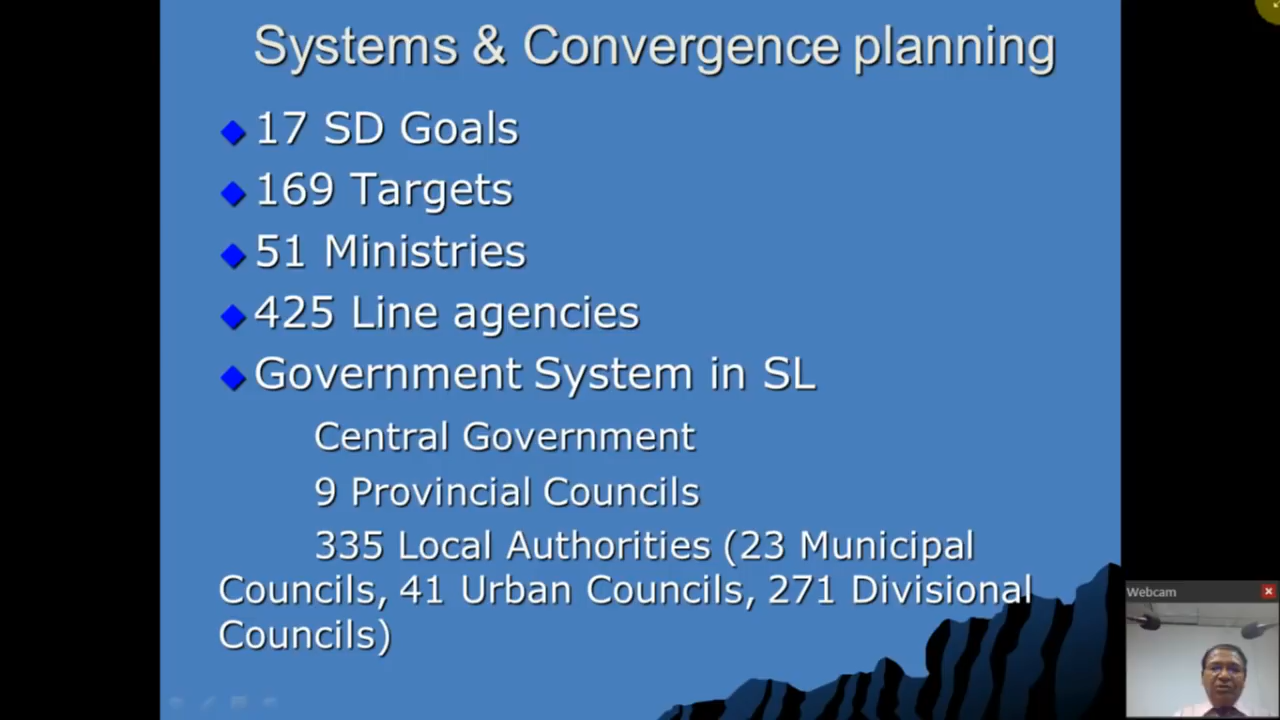 Systems & Convergence planning
17 SD Goals
169 Targets
51 Ministries
425 Line agencies
Government System in SL
Central Government
9 Provincial Councils
335 Local Authorities (23 Municipal
Councils, 41 Urban Councils, 271 Divisional
Councils)
Webcam